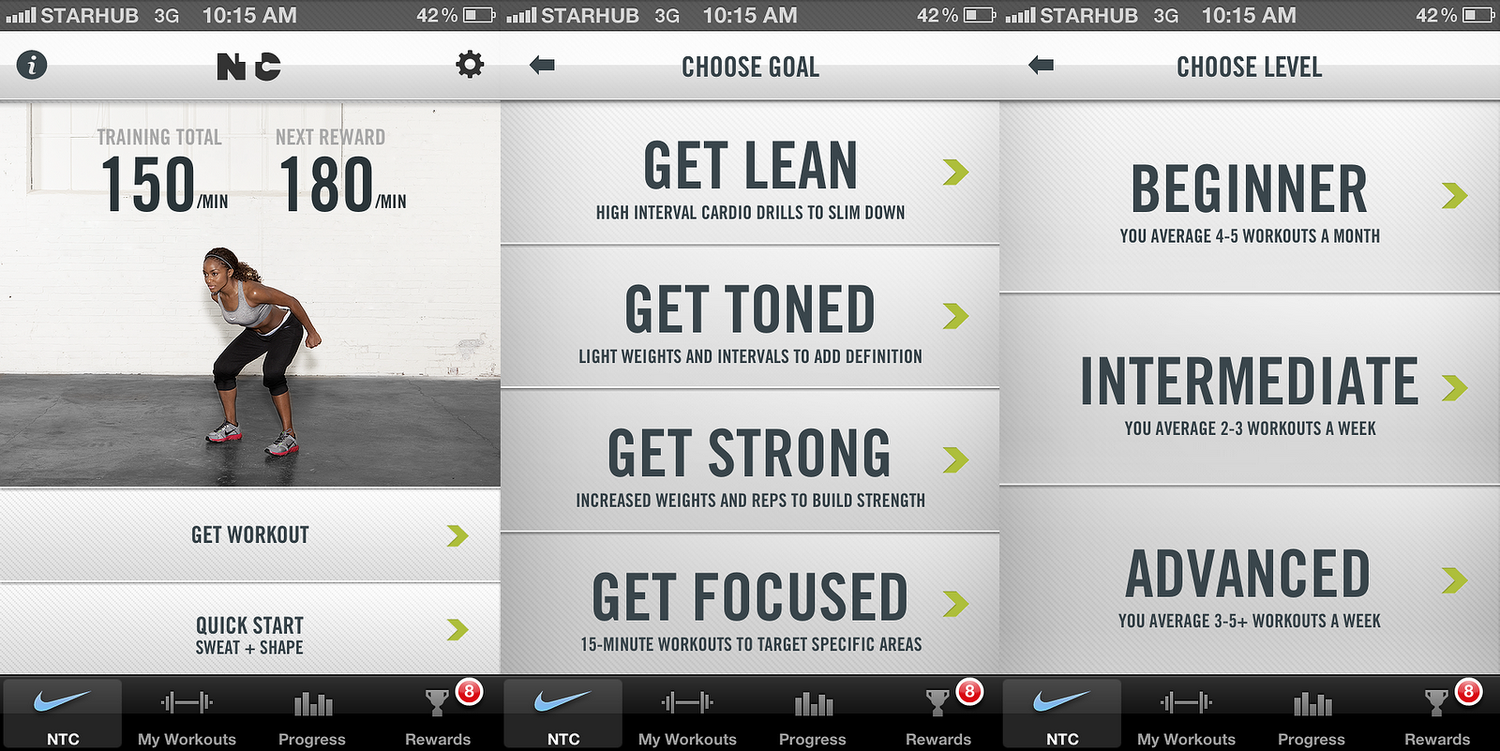 STARHUB 3G 10:15 AM 42%
i
NTC
TRAINING TOTAL
150/MIN
NEXT REWARD
180/MIN
GET WORKOUT
QUICK START
SWEAT + SHAPE
NTC
My Workouts
Progress
8
Rewards
STARHUB 3G 10:15 AM 42%
CHOOSE GOAL
GET LEAN
HIGH INTERVAL CARDIO DRILLS TO SLIM DOWN
GET TONED
LIGHT WEIGHTS AND INTERVALS TO ADD DEFINITION
GET STRONG
INCREASED WEIGHTS AND REPS TO BUILD STRENGTH
GET FOCUSED
15-MINUTE WORKOUTS TO TARGET SPECIFIC AREAS
NTC
My Workouts
Progress
8
Rewards
STARHUB 3G 10:15 AM 42%
CHOOSE LEVEL
BEGINNER
YOU AVERAGE 4-5 WORKOUTS A MONTH
INTERMEDIATE
YOU AVERAGE 2-3 WORKOUTS A WEEK
ADVANCED
YOU AVERAGE 3-5+ WORKOUTS A WEEK
NTC
My Workouts
Progress
8
Rewards